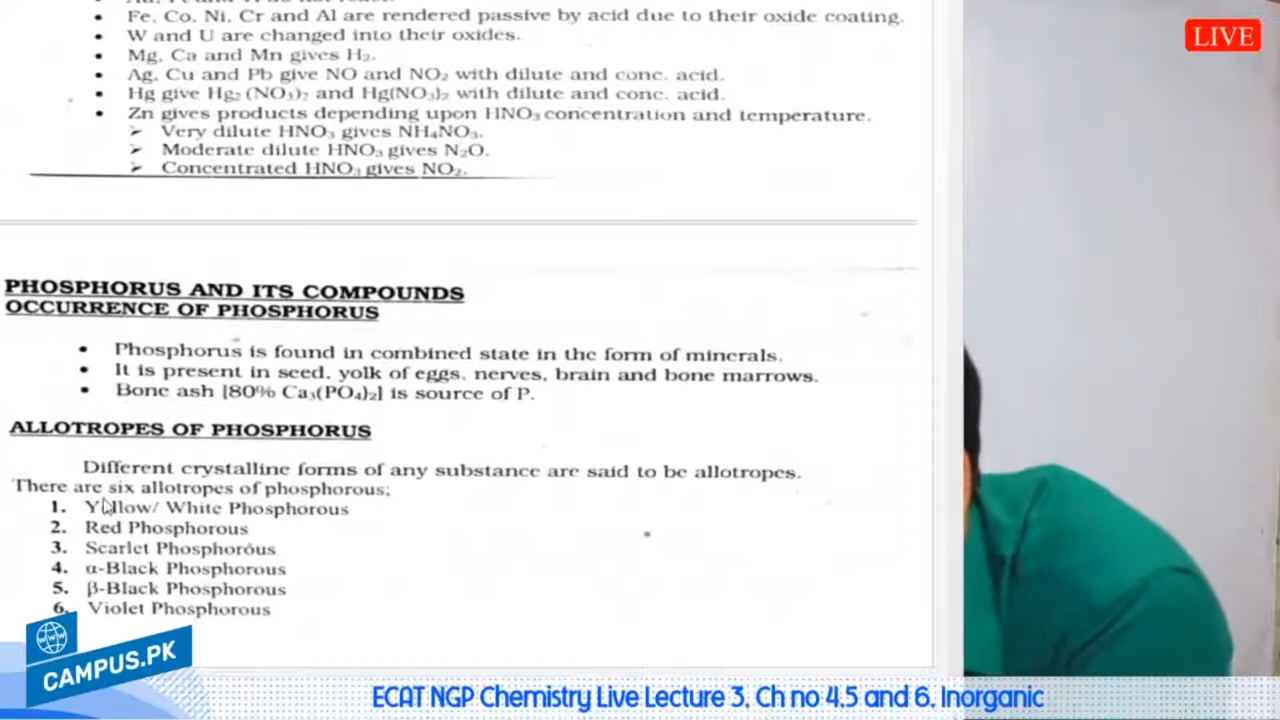 Fe, Co, Ni, Cr and Al are rendered passive by acid due to their oxide coating.
LIVE
• W and U are changed into their oxides.
• Mg, Ca and Mn gives H₂.
• Ag, Cu and Pb give NO and NO₂ with dilute and conc. acid.
• Hg give Hg₂ (NO₃)₂ and Hg(NO₃)₂ with dilute and conc. acid.
• Zn gives products depending upon HNO₃ concentration and temperature.
➢ Very dilute HNO₃ gives NH₄NO₃.
➢ Moderate dilute HNO₃ gives N₂O.
➢ Concentrated HNO₃ gives NO₂.
PHOSPHORUS AND ITS COMPOUNDS
OCCURRENCE OF PHOSPHORUS
• Phosphorus is found in combined state in the form of minerals.
• It is present in seed, yolk of eggs, nerves, brain and bone marrows.
• Bone ash [80% Ca₃(PO₄)₂] is source of P.
ALLOTROPES OF PHOSPHORUS
Different crystalline forms of any substance are said to be allotropes.
There are six allotropes of phosphorous;
1. Yellow/ White Phosphorous
2. Red Phosphorous
3. Scarlet Phosphorous
4. α-Black Phosphorous
5. β-Black Phosphorous
6. Violet Phosphorous
www
CAMPUS.PK
ECAT NGP Chemistry Live Lecture 3, Ch no 4,5 and 6, Inorganic